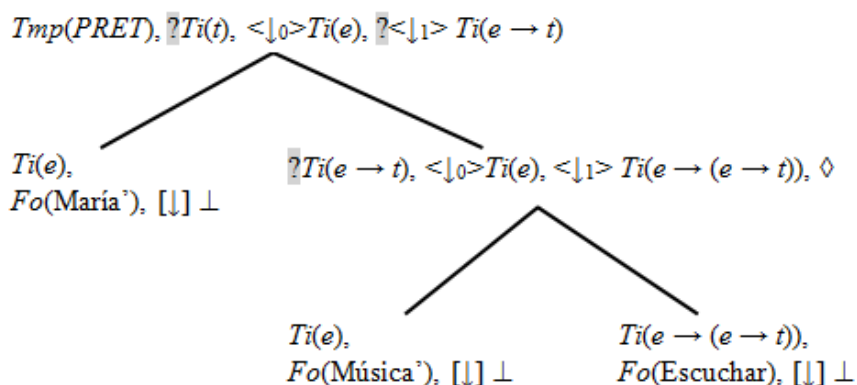 Tmp(PRET), ?Ti(t), <↓₀>Ti(e), ?<↓₁> Ti(e → t)
Ti(e),
Fo(María’), [↓] ⊥
?Ti(e → t), <↓₀>Ti(e), <↓₁> Ti(e → (e → t)), ◊
Ti(e),
Fo(Música’), [↓] ⊥
Ti(e → (e → t)),
Fo(Escuchar), [↓] ⊥